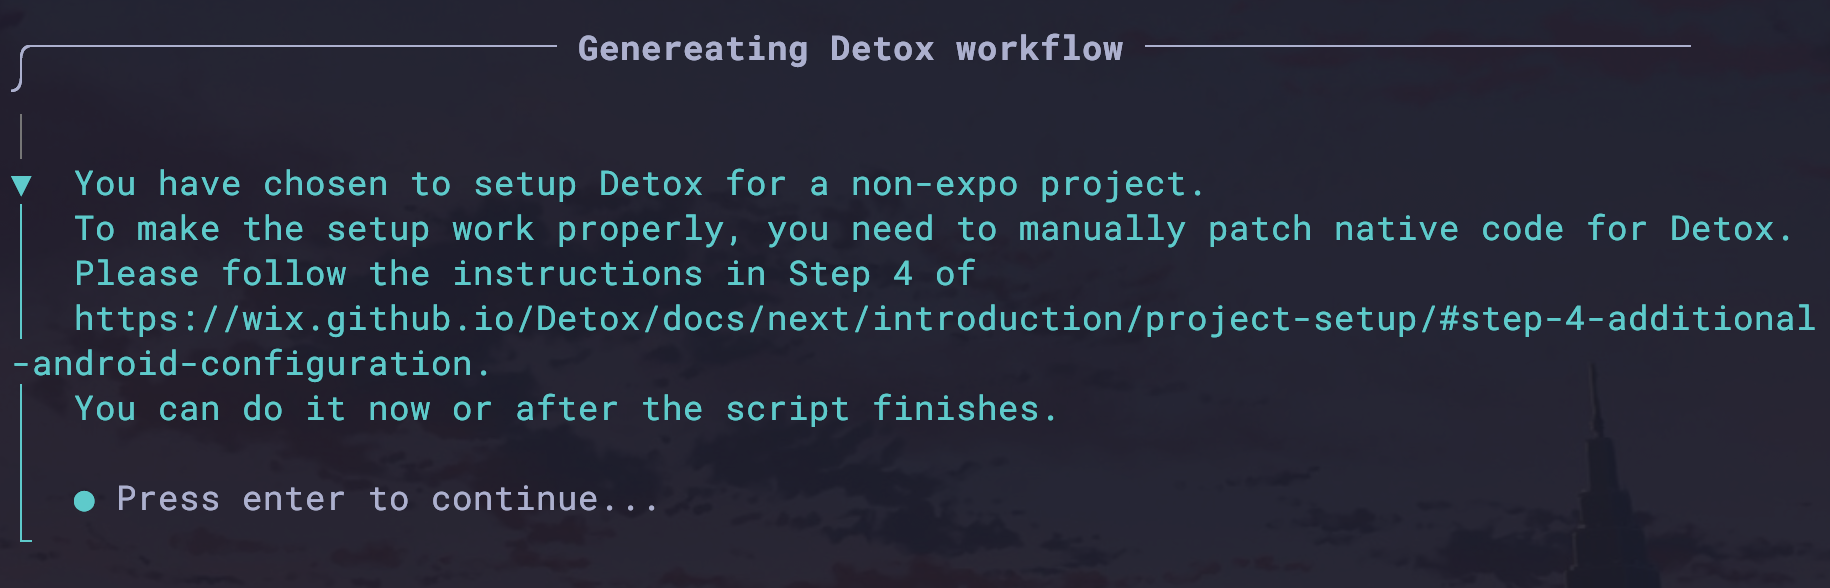 Genereating Detox workflow
You have chosen to setup Detox for a non-expo project.
To make the setup work properly, you need to manually patch native code for Detox.
Please follow the instructions in Step 4 of
https://wix.github.io/Detox/docs/next/introduction/project-setup/#step-4-additional
-android-configuration.
You can do it now or after the script finishes.
Press enter to continue...